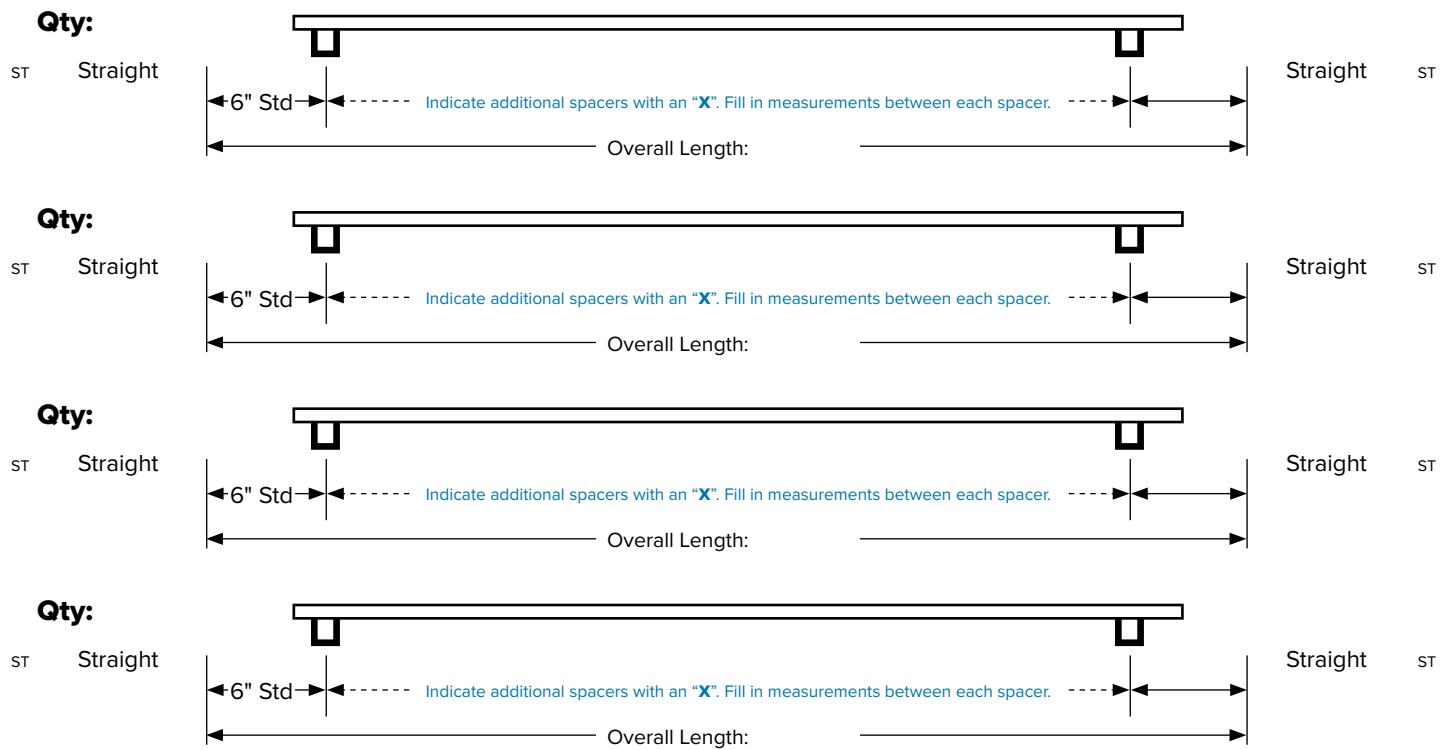 Qty:
ST Straight Straight ST
6" Std Indicate additional spacers with an “X”. Fill in measurements between each spacer.
Overall Length:
Qty:
ST Straight Straight ST
6" Std Indicate additional spacers with an “X”. Fill in measurements between each spacer.
Overall Length:
Qty:
ST Straight Straight ST
6" Std Indicate additional spacers with an “X”. Fill in measurements between each spacer.
Overall Length:
Qty:
ST Straight Straight ST
6" Std Indicate additional spacers with an “X”. Fill in measurements between each spacer.
Overall Length: